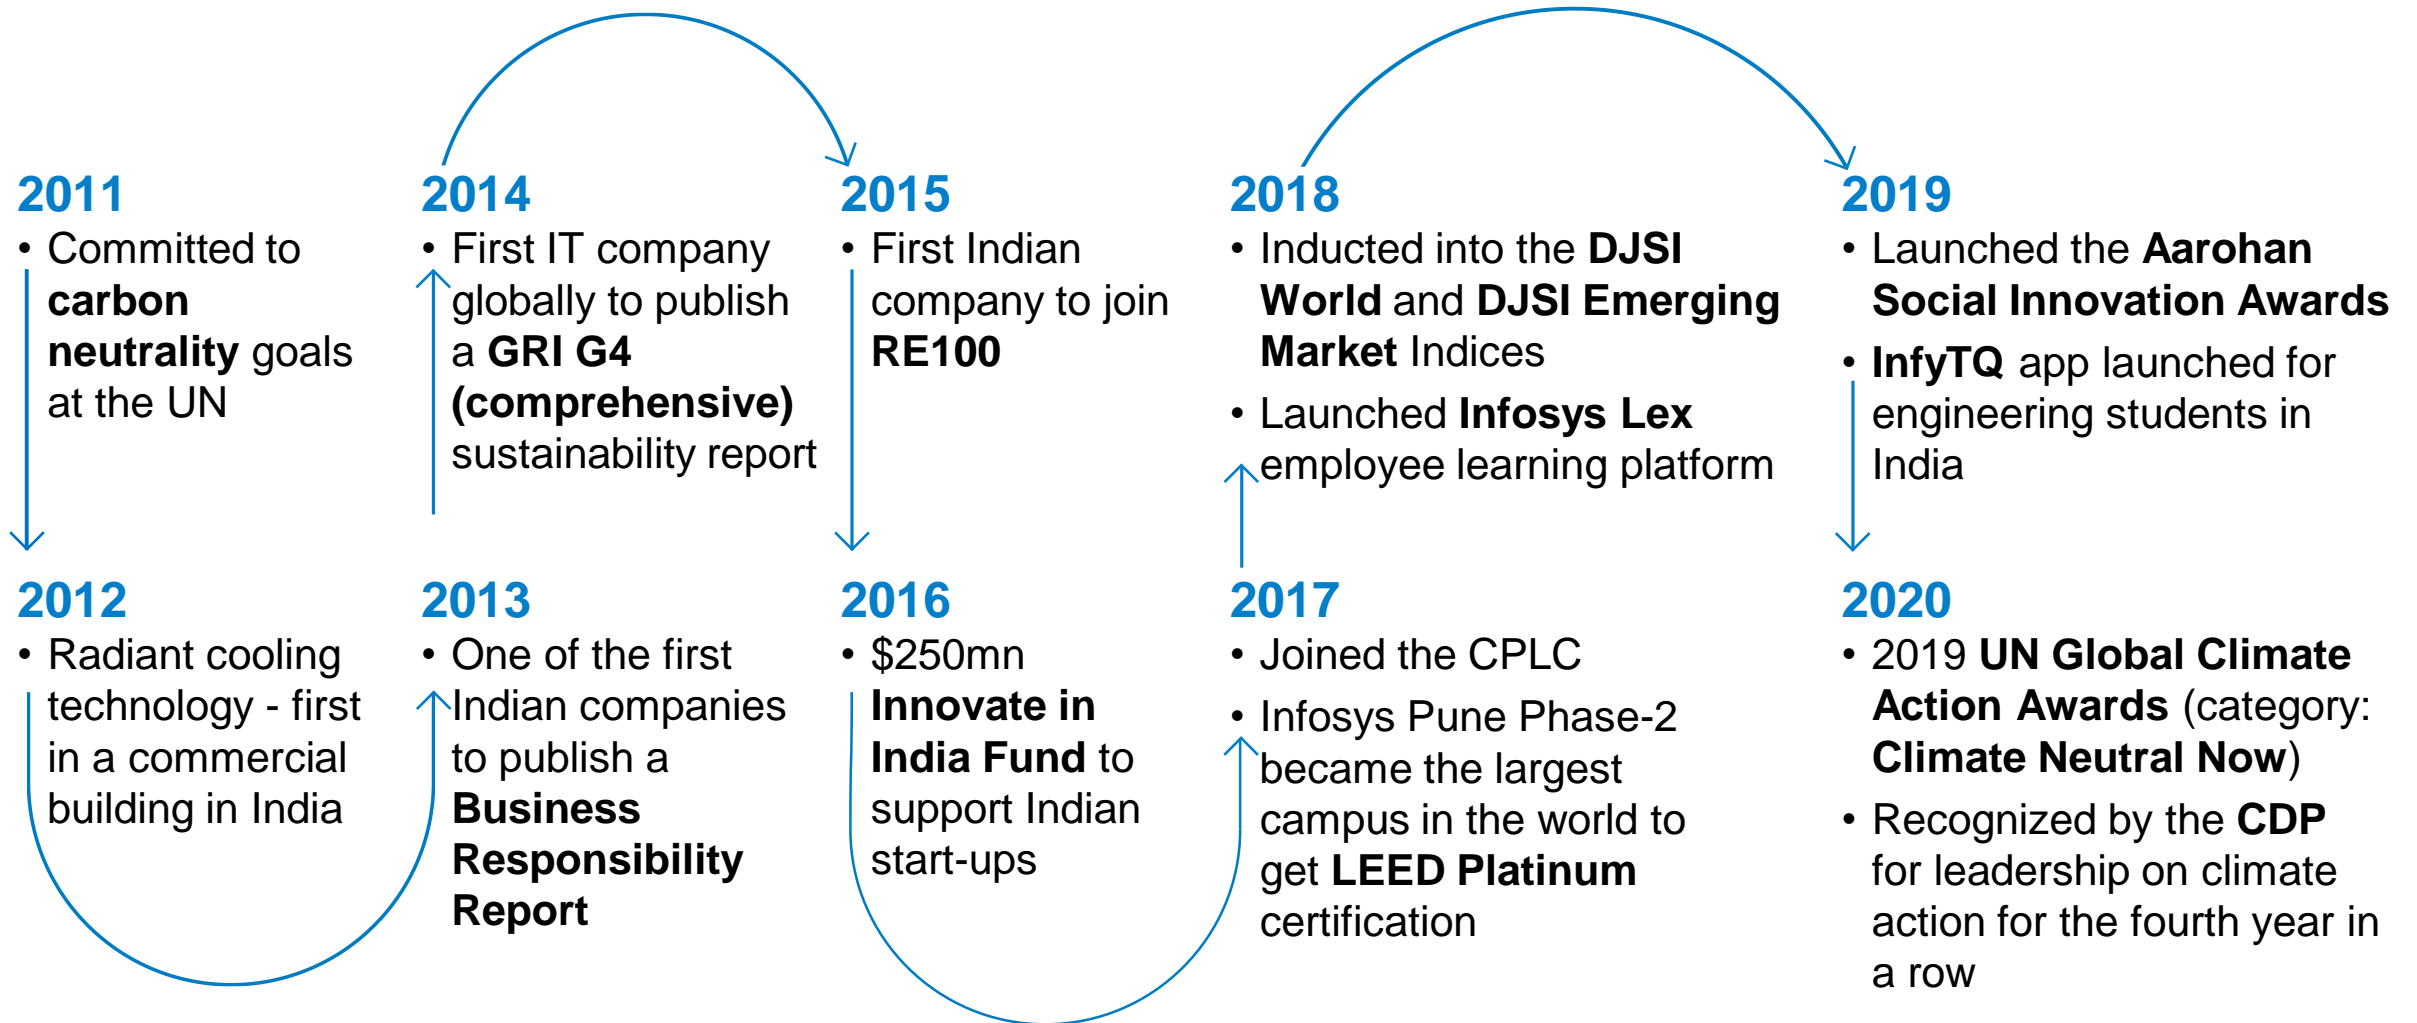 2011
• Committed to
carbon
neutrality goals
at the UN
2012
• Radiant cooling
technology - first
in a commercial
building in India
2013
• One of the first
Indian companies
to publish a
Business
Responsibility
Report
2014
• First IT company
globally to publish
a GRI G4
(comprehensive)
sustainability report
2015
• First Indian
company to join
RE100
2016
• $250mn
Innovate in
India Fund to
support Indian
start-ups
2017
• Joined the CPLC
• Infosys Pune Phase-2
became the largest
campus in the world to
get LEED Platinum
certification
2018
• Inducted into the DJSI
World and DJSI Emerging
Market Indices
• Launched Infosys Lex
employee learning platform
2019
• Launched the Aarohan
Social Innovation Awards
• InfyTQ app launched for
engineering students in
India
2020
• 2019 UN Global Climate
Action Awards (category:
Climate Neutral Now)
• Recognized by the CDP
for leadership on climate
action for the fourth year in
a row